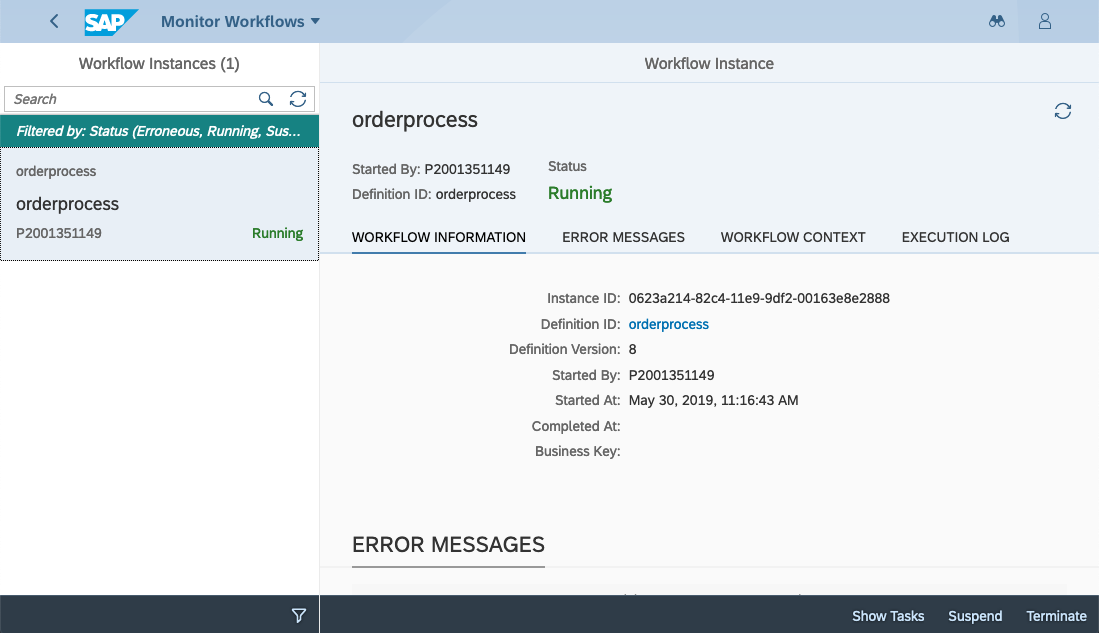 SAP Monitor Workflows
Workflow Instances (1)
Search
Filtered by: Status (Erroneous, Running, Sus...
orderprocess
orderprocess
P2001351149 Running
Workflow Instance
orderprocess
Started By: P2001351149
Definition ID: orderprocess
Status
Running
WORKFLOW INFORMATION ERROR MESSAGES WORKFLOW CONTEXT EXECUTION LOG
Instance ID: 0623a214-82c4-11e9-9df2-00163e8e2888
Definition ID: orderprocess
Definition Version: 8
Started By: P2001351149
Started At: May 30, 2019, 11:16:43 AM
Completed At:
Business Key:
ERROR MESSAGES
Show Tasks Suspend Terminate